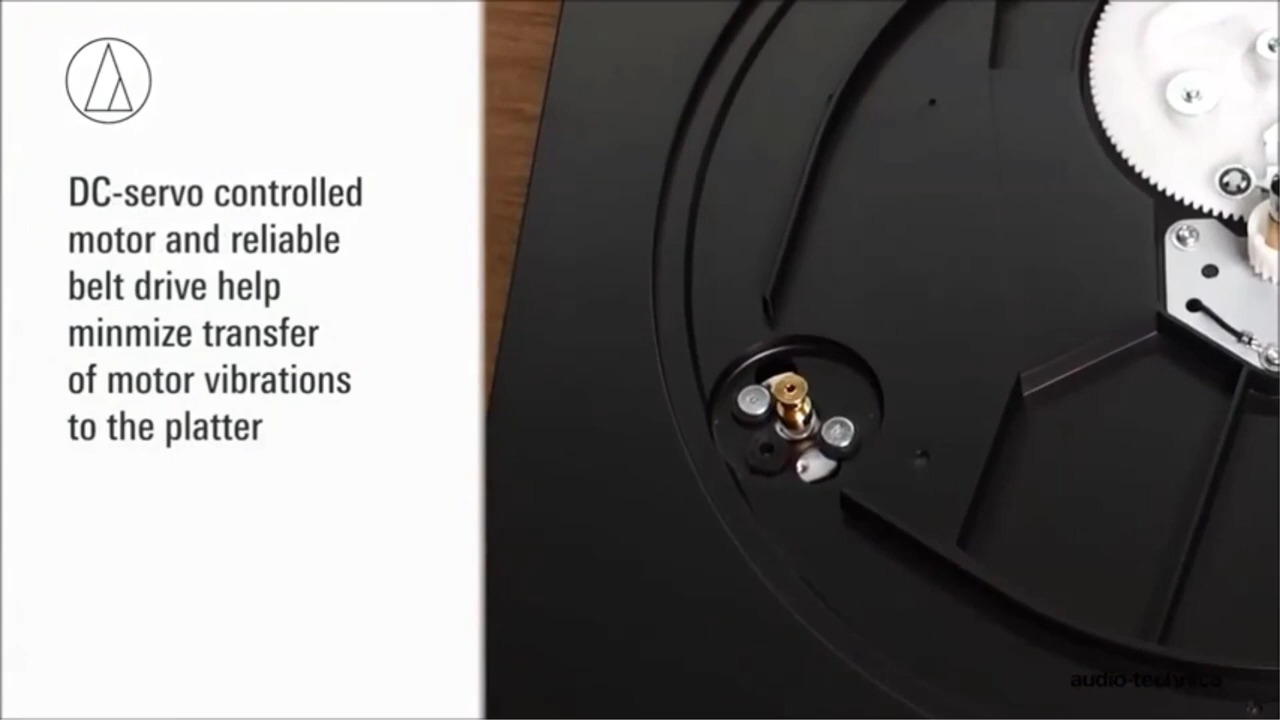 DC-servo controlled
motor and reliable
belt drive help
minmize transfer
of motor vibrations
to the platter
audio-technica